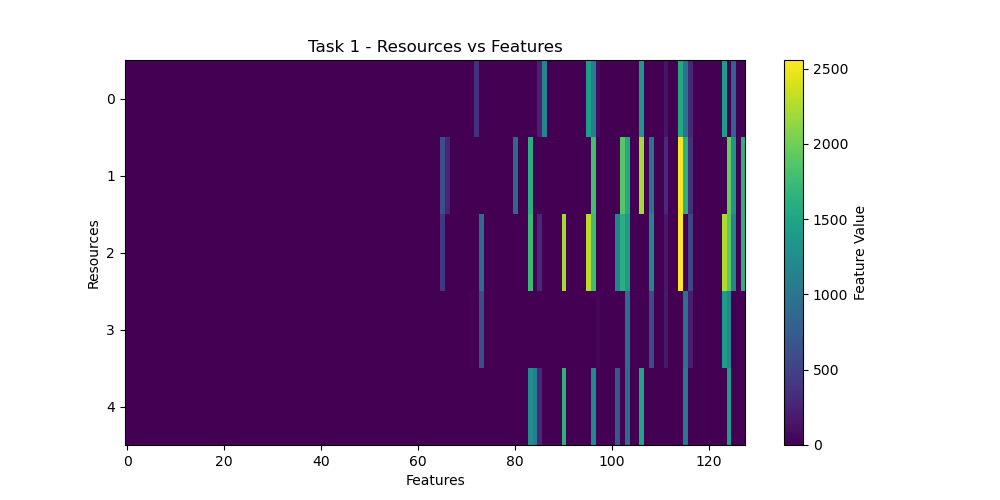 Task 1 - Resources vs Features
Resources
0
1
2
3
4
0 20 40 60 80 100 120
Features
2500
2000
1500
1000
500
0
Feature Value